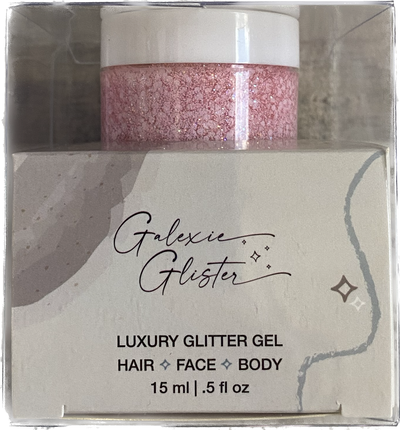 Galexie
Glister
LUXURY GLITTER GEL
HAIR ✧ FACE ✧ BODY
15 ml | .5 fl oz